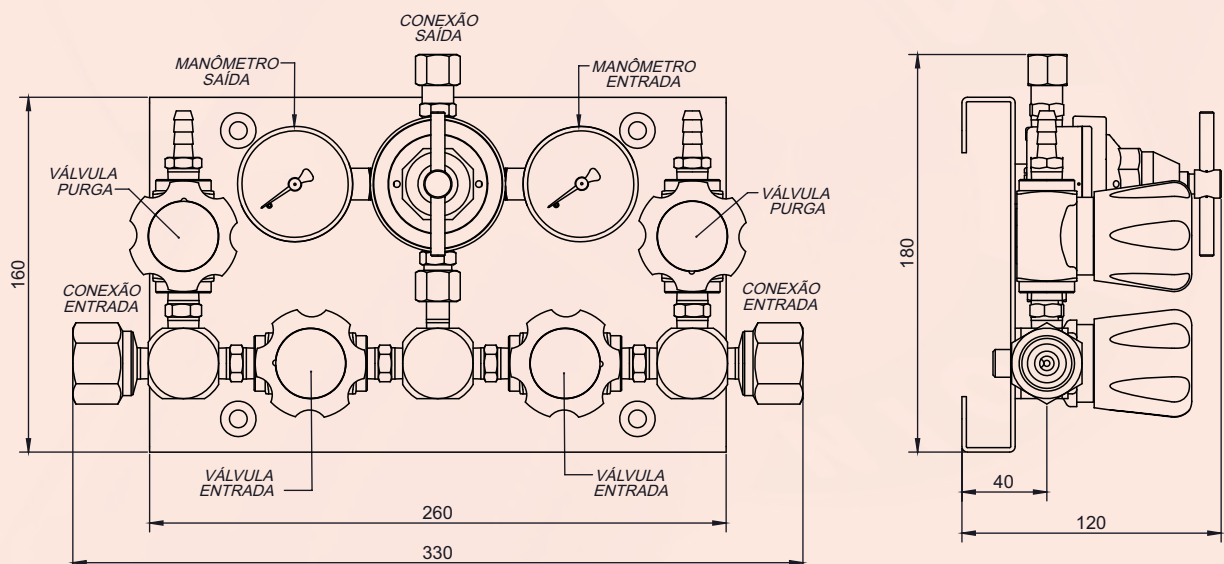 CONEXÃO
SAÍDA
MANÔMETRO
SAÍDA
MANÔMETRO
ENTRADA
VÁLVULA
PURGA
VÁLVULA
PURGA
160
180
CONEXÃO
ENTRADA
CONEXÃO
ENTRADA
VÁLVULA
ENTRADA
VÁLVULA
ENTRADA
40
260
120
330